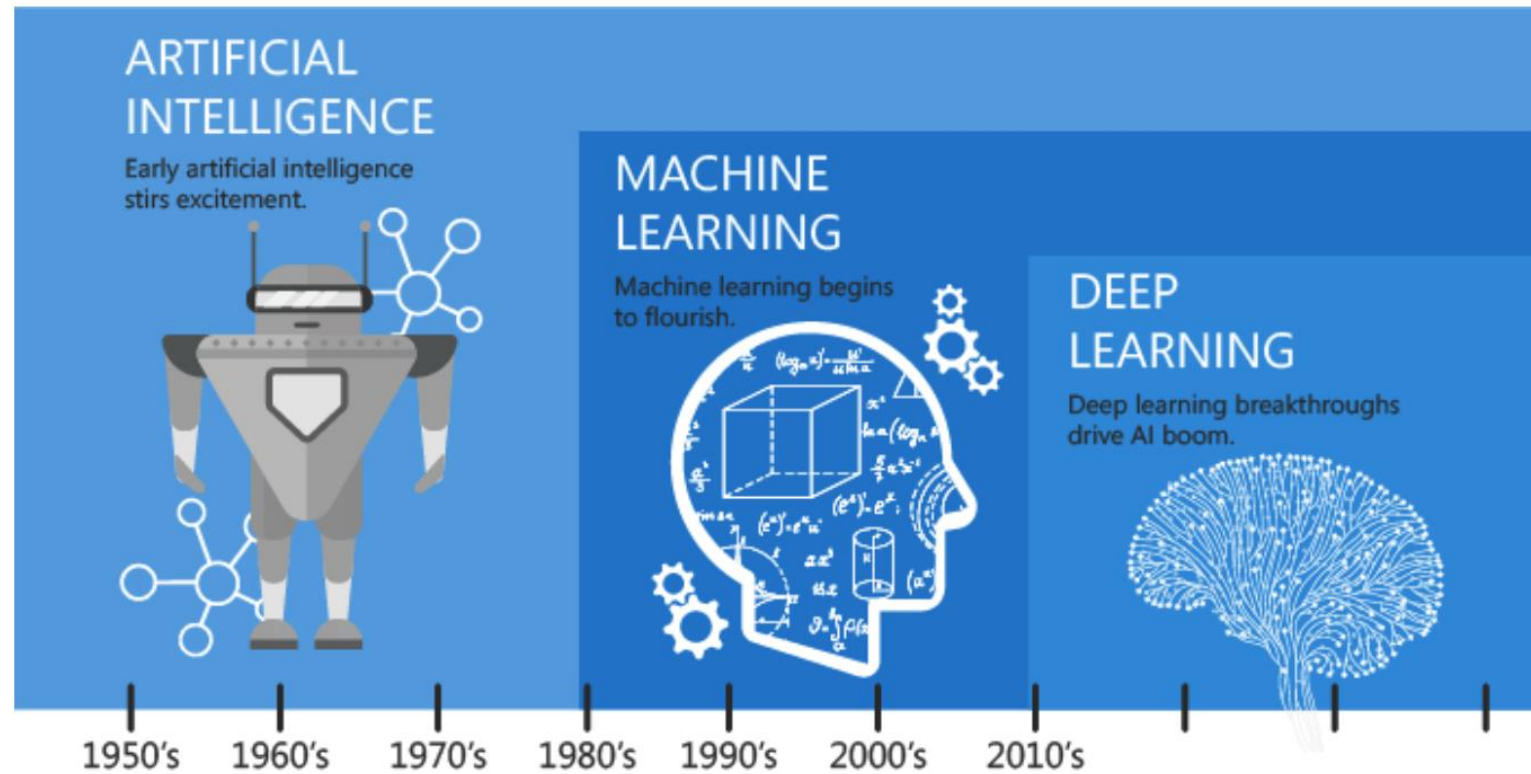 ARTIFICIAL
INTELLIGENCE
Early artificial intelligence
stirs excitement.
MACHINE
LEARNING
Machine learning begins
to flourish.
DEEP
LEARNING
Deep learning breakthroughs
drive AI boom.
1950's 1960's 1970's 1980's 1990's 2000's 2010's